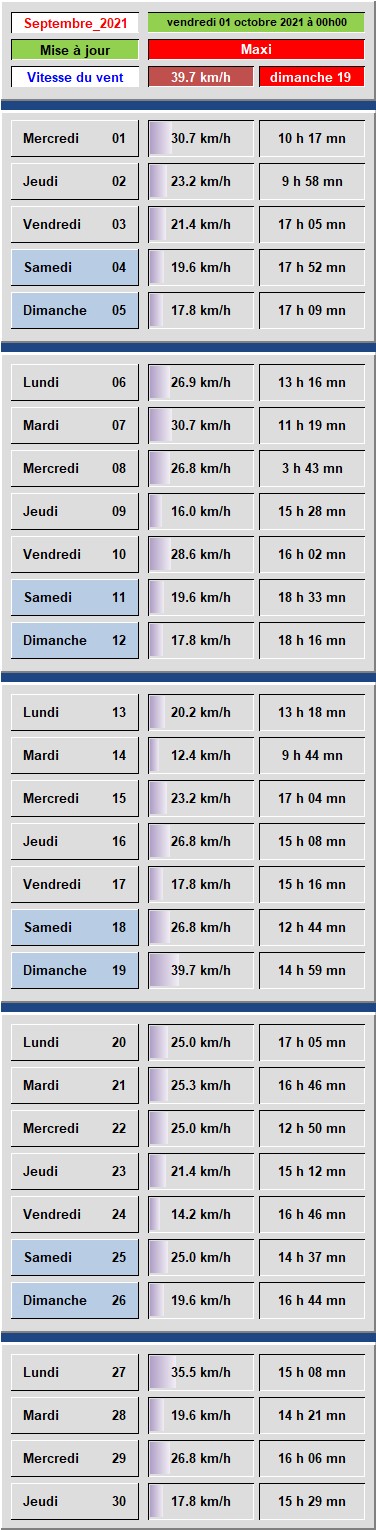 Septembre_2021 vendredi 01 octobre 2021 à 00h00
Mise à jour Maxi
Vitesse du vent 39.7 km/h dimanche 19
Mercredi 01 30.7 km/h 10 h 17 mn
Jeudi 02 23.2 km/h 9 h 58 mn
Vendredi 03 21.4 km/h 17 h 05 mn
Samedi 04 19.6 km/h 17 h 52 mn
Dimanche 05 17.8 km/h 17 h 09 mn
Lundi 06 26.9 km/h 13 h 16 mn
Mardi 07 30.7 km/h 11 h 19 mn
Mercredi 08 26.8 km/h 3 h 43 mn
Jeudi 09 16.0 km/h 15 h 28 mn
Vendredi 10 28.6 km/h 16 h 02 mn
Samedi 11 19.6 km/h 18 h 33 mn
Dimanche 12 17.8 km/h 18 h 16 mn
Lundi 13 20.2 km/h 13 h 18 mn
Mardi 14 12.4 km/h 9 h 44 mn
Mercredi 15 23.2 km/h 17 h 04 mn
Jeudi 16 26.8 km/h 15 h 08 mn
Vendredi 17 17.8 km/h 15 h 16 mn
Samedi 18 26.8 km/h 12 h 44 mn
Dimanche 19 39.7 km/h 14 h 59 mn
Lundi 20 25.0 km/h 17 h 05 mn
Mardi 21 25.3 km/h 16 h 46 mn
Mercredi 22 25.0 km/h 12 h 50 mn
Jeudi 23 21.4 km/h 15 h 12 mn
Vendredi 24 14.2 km/h 16 h 46 mn
Samedi 25 25.0 km/h 14 h 37 mn
Dimanche 26 19.6 km/h 16 h 44 mn
Lundi 27 35.5 km/h 15 h 08 mn
Mardi 28 19.6 km/h 14 h 21 mn
Mercredi 29 26.8 km/h 16 h 06 mn
Jeudi 30 17.8 km/h 15 h 29 mn